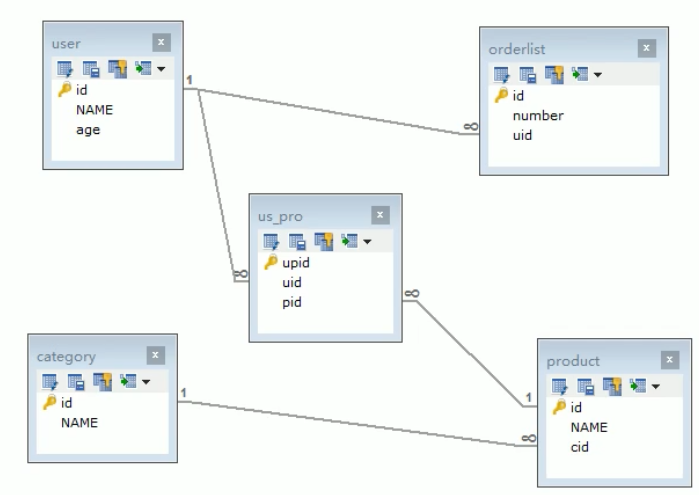 user
id
NAME
age
1
orderlist
id
number
uid
∞
us_pro
upid
uid
pid
∞
∞
category
id
NAME
1
product
id
NAME
cid
1
∞